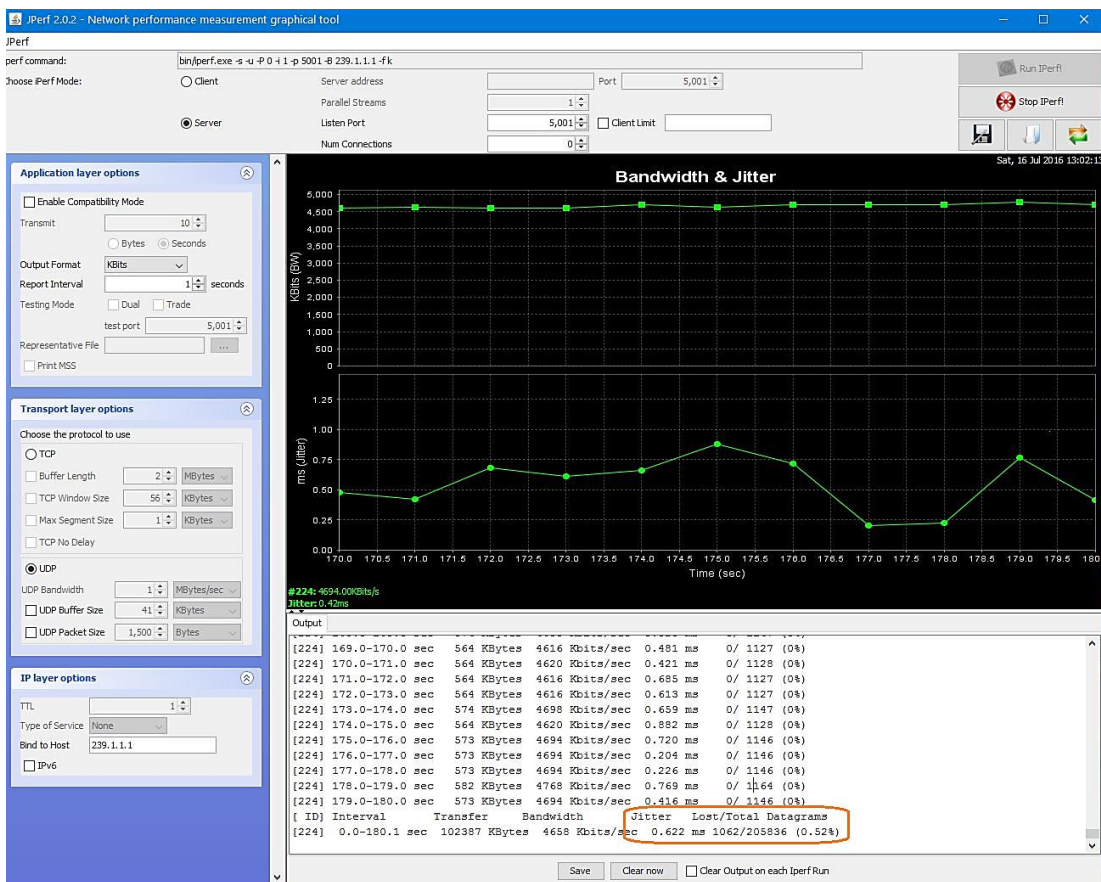 JPerf 2.0.2 - Network performance measurement graphical tool
JPerf
perf command: bin/iperf.exe -s -u -P 0 -i 1 -p 5001 -B 239.1.1.1 -f k
Choose iPerf Mode: Client Server address Port 5,001
Parallel Streams 1
Server Listen Port 5,001 Client Limit
Num Connections 0
Run IPerf!
Stop IPerf!
Application layer options
Enable Compatibility Mode
Transmit 10
Bytes Seconds
Output Format KBits
Report Interval 1 seconds
Testing Mode Dual Trade
test port 5,001
Representative File ...
Print MSS
Transport layer options
Choose the protocol to use
TCP
Buffer Length 2 MBytes
TCP Window Size 56 KBytes
Max Segment Size 1 KBytes
TCP No Delay
UDP
UDP Bandwidth 1 MBytes/sec
UDP Buffer Size 41 KBytes
UDP Packet Size 1,500 Bytes
IP layer options
TTL 1
Type of Service None
Bind to Host 239.1.1.1
IPv6
Sat, 16 Jul 2016 13:02:13
Bandwidth & Jitter
KBits (BW)
5,000
4,500
4,000
3,500
3,000
2,500
2,000
1,500
1,000
500
0
ms (Jitter)
1.25
1.00
0.75
0.50
0.25
0.00
170.0 170.5 171.0 171.5 172.0 172.5 173.0 173.5 174.0 174.5 175.0 175.5 176.0 176.5 177.0 177.5 178.0 178.5 179.0 179.5 180
Time (sec)
#224: 4694.00KBits/s
Jitter: 0.42ms
Output
[224] 169.0-170.0 sec 564 KBytes 4616 Kbits/sec 0.481 ms 0/ 1127 (0%)
[224] 170.0-171.0 sec 564 KBytes 4620 Kbits/sec 0.421 ms 0/ 1128 (0%)
[224] 171.0-172.0 sec 564 KBytes 4616 Kbits/sec 0.685 ms 0/ 1127 (0%)
[224] 172.0-173.0 sec 564 KBytes 4616 Kbits/sec 0.613 ms 0/ 1127 (0%)
[224] 173.0-174.0 sec 574 KBytes 4698 Kbits/sec 0.659 ms 0/ 1147 (0%)
[224] 174.0-175.0 sec 564 KBytes 4620 Kbits/sec 0.882 ms 0/ 1128 (0%)
[224] 175.0-176.0 sec 573 KBytes 4694 Kbits/sec 0.720 ms 0/ 1146 (0%)
[224] 176.0-177.0 sec 573 KBytes 4694 Kbits/sec 0.204 ms 0/ 1146 (0%)
[224] 177.0-178.0 sec 573 KBytes 4694 Kbits/sec 0.226 ms 0/ 1146 (0%)
[224] 178.0-179.0 sec 582 KBytes 4768 Kbits/sec 0.769 ms 0/ 1164 (0%)
[224] 179.0-180.0 sec 573 KBytes 4694 Kbits/sec 0.416 ms 0/ 1146 (0%)
[ ID] Interval Transfer Bandwidth Jitter Lost/Total Datagrams
[224] 0.0-180.1 sec 102387 KBytes 4658 Kbits/sec 0.622 ms 1062/205836 (0.52%)
Save Clear now Clear Output on each Iperf Run